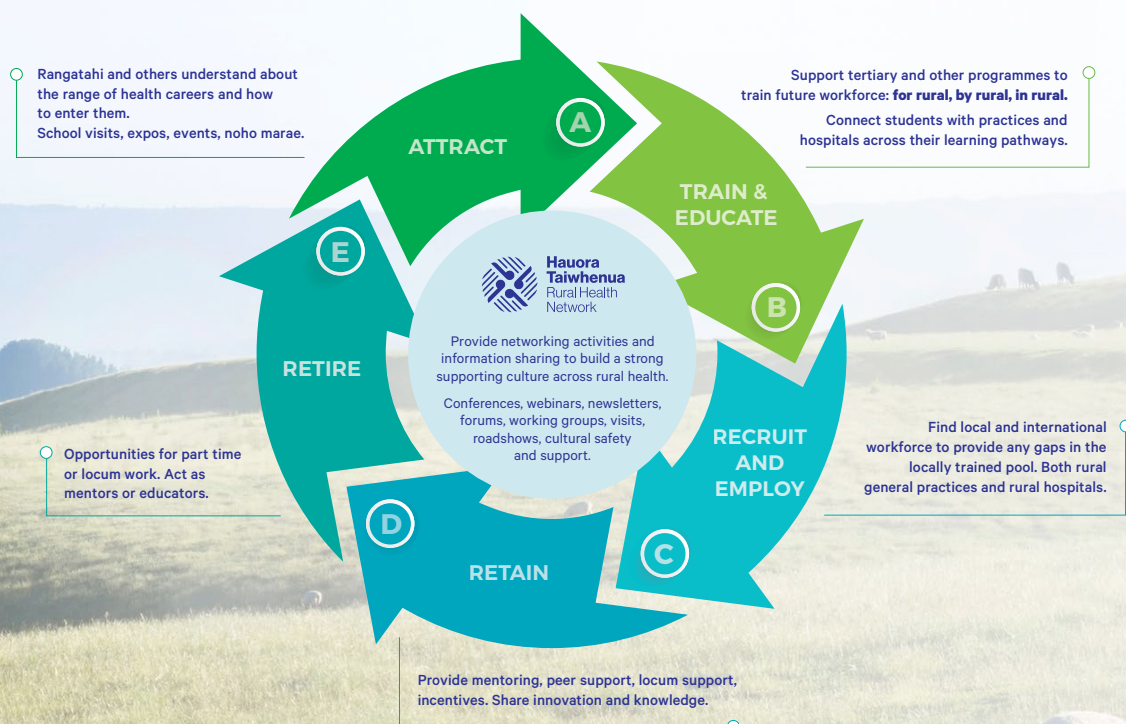 Rangatahi and others understand about
the range of health careers and how
to enter them.
School visits, expos, events, noho marae.
ATTRACT
A
Support tertiary and other programmes to
train future workforce: for rural, by rural, in rural.
Connect students with practices and
hospitals across their learning pathways.
TRAIN &
EDUCATE
B
Find local and international
workforce to provide any gaps in the
locally trained pool. Both rural
general practices and rural hospitals.
RECRUIT
AND
EMPLOY
C
Provide mentoring, peer support, locum support,
incentives. Share innovation and knowledge.
RETAIN
D
Opportunities for part time
or locum work. Act as
mentors or educators.
RETIRE
E
Hauora
Taiwhenua
Rural Health
Network
Provide networking activities and
information sharing to build a strong
supporting culture across rural health.
Conferences, webinars, newsletters,
forums, working groups, visits,
roadshows, cultural safety
and support.